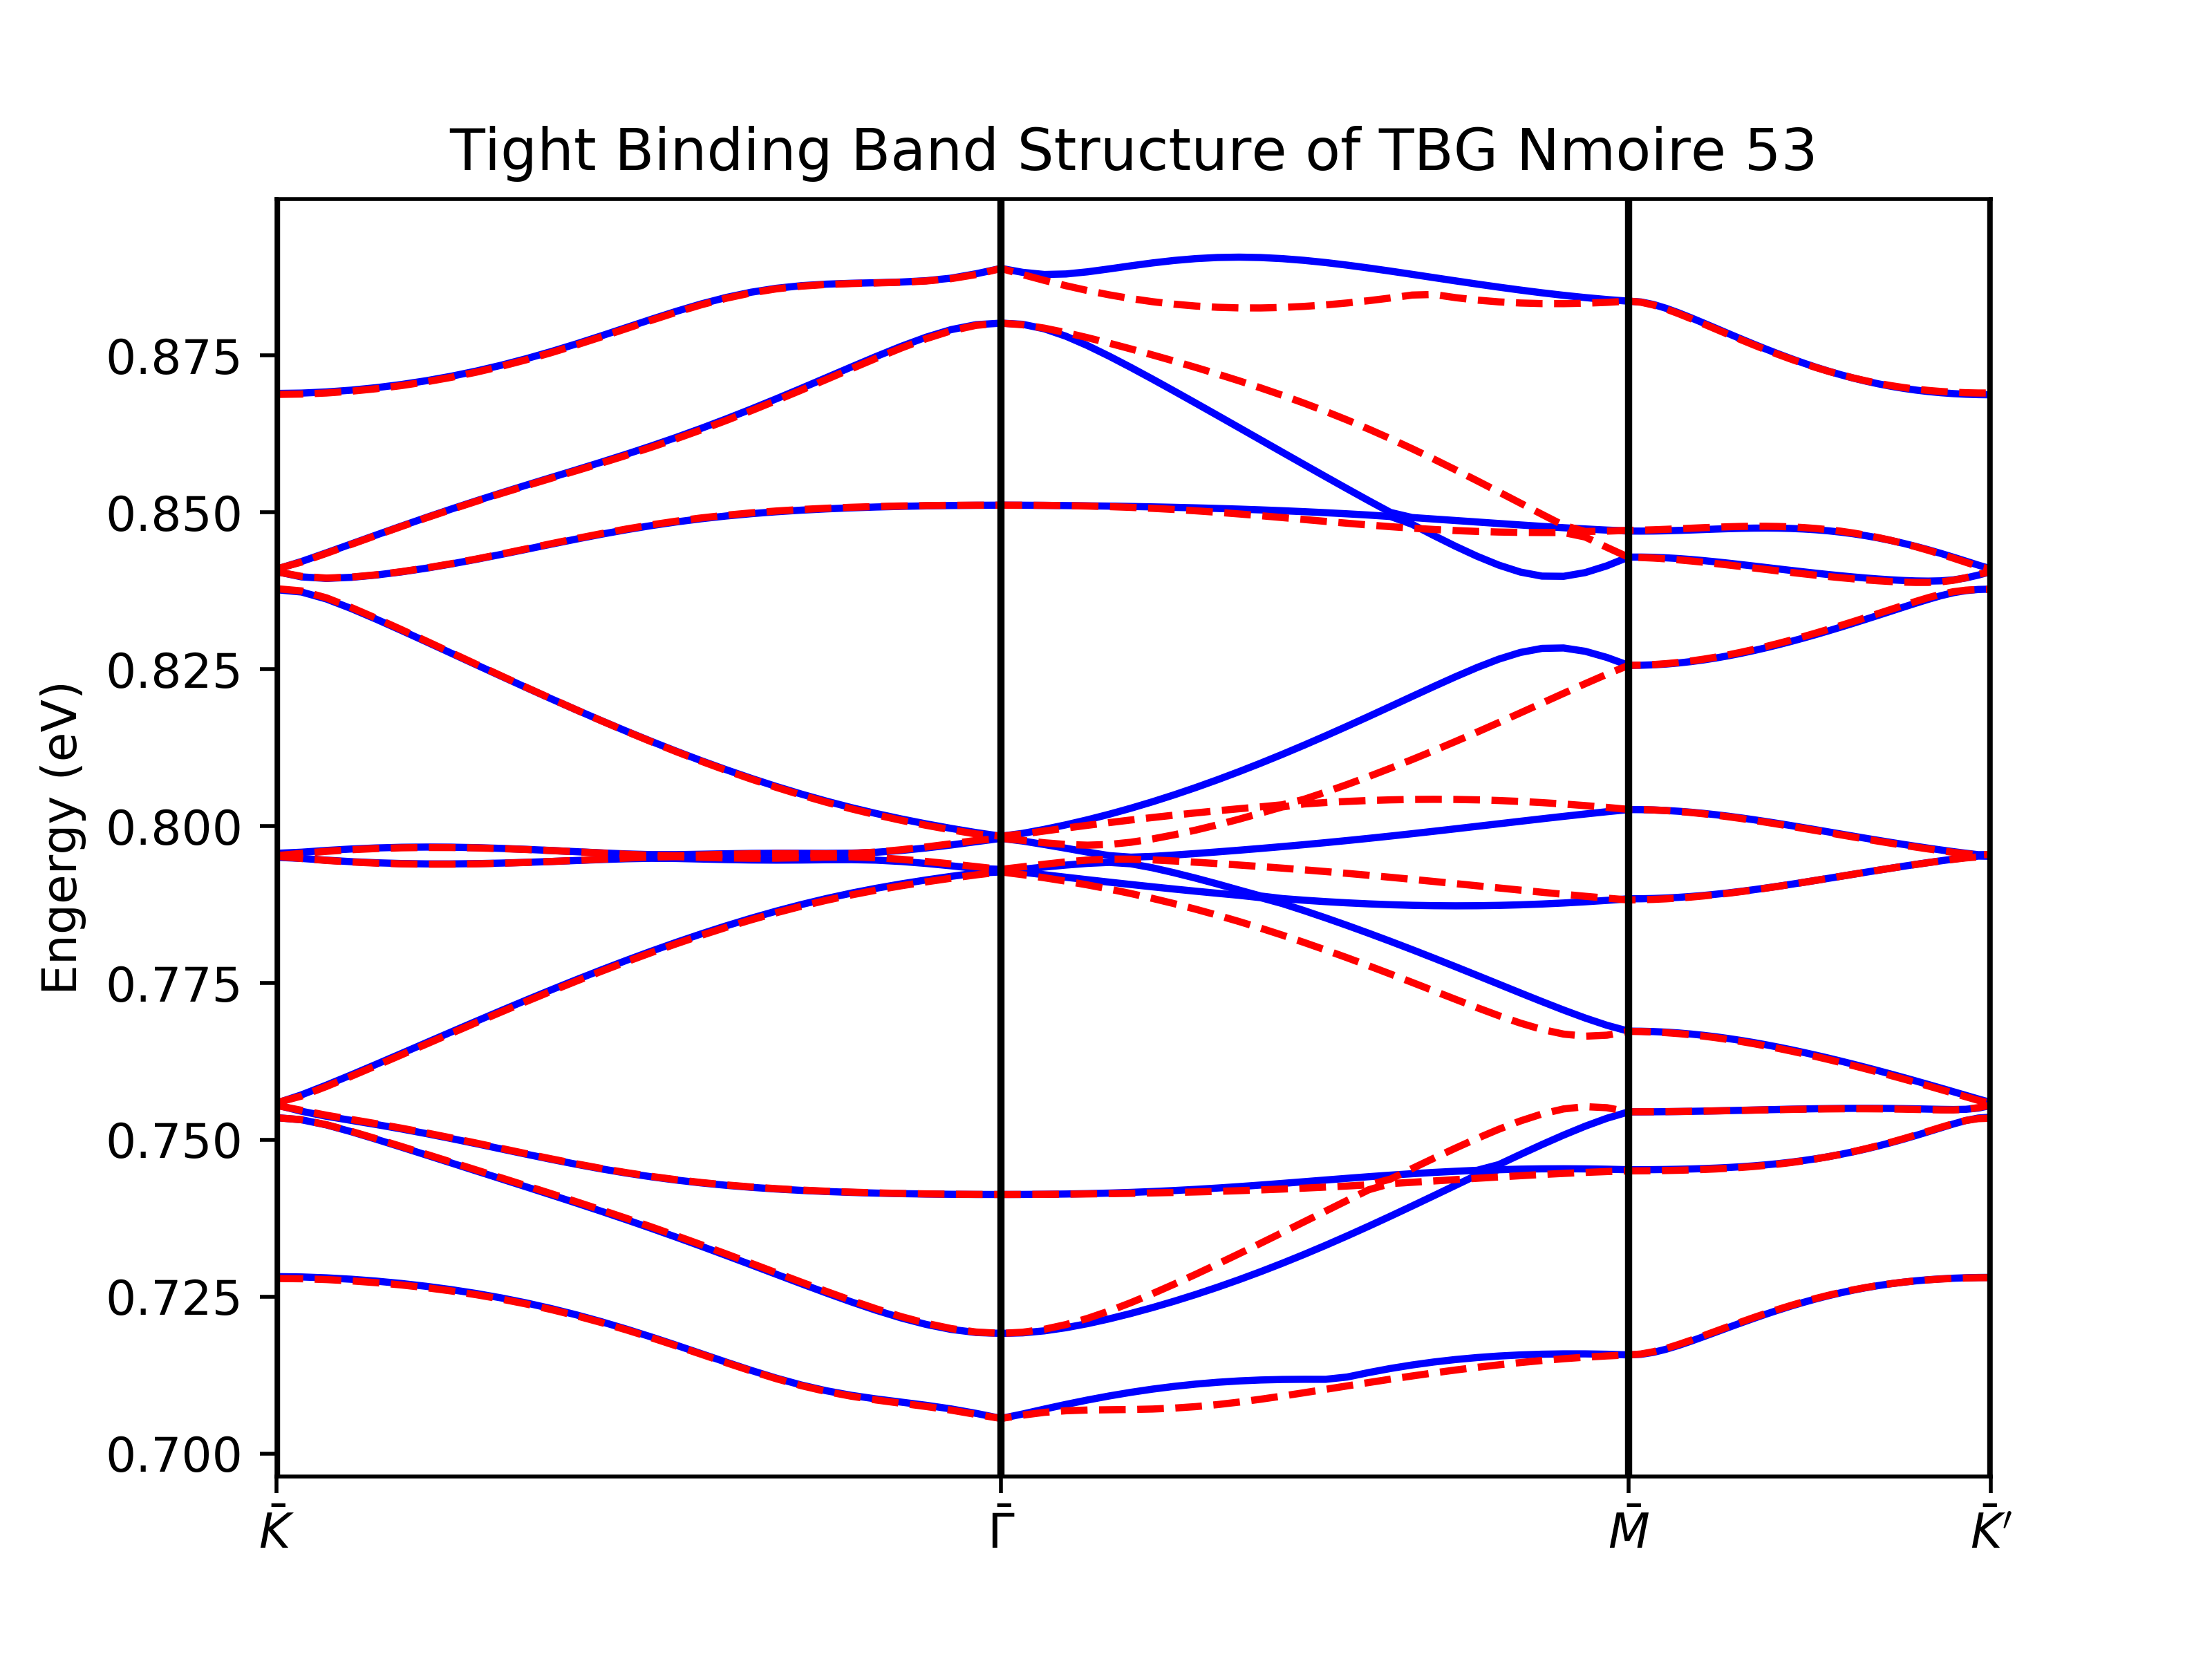 Tight Binding Band Structure of TBG Nmoire 53
Engergy (eV)
0.875
0.850
0.825
0.800
0.775
0.750
0.725
0.700
K̄ Γ̄ M̄ K̄′